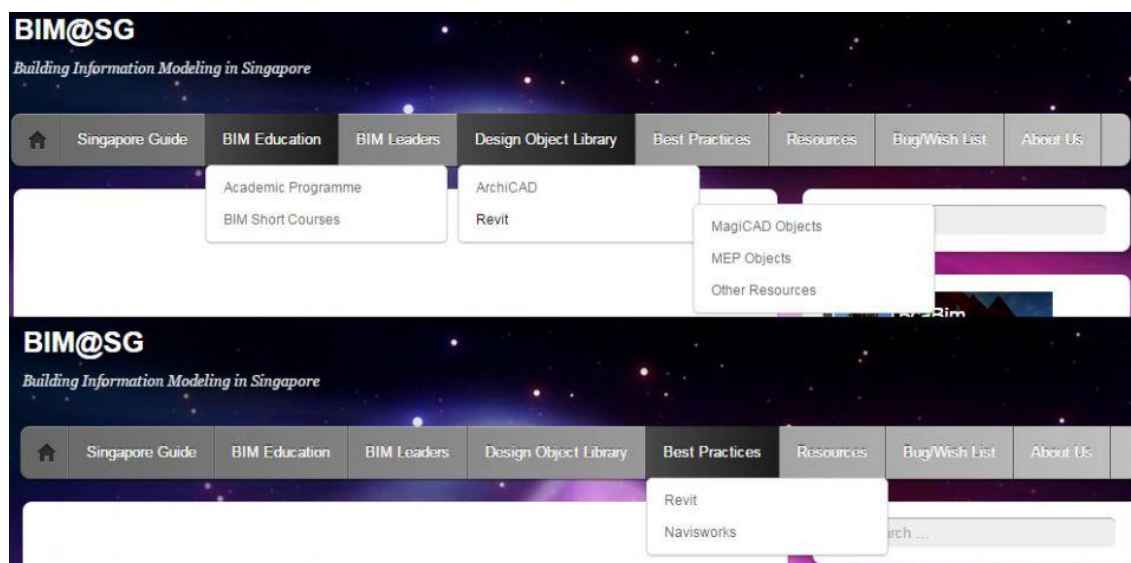 BIM@SG
Building Information Modeling in Singapore
Singapore Guide BIM Education BIM Leaders Design Object Library Best Practices Resources Bug/Wish List About Us
Academic Programme
BIM Short Courses
ArchiCAD
Revit
MagiCAD Objects
MEP Objects
Other Resources
BIM@SG
Building Information Modeling in Singapore
Singapore Guide BIM Education BIM Leaders Design Object Library Best Practices Resources Bug/Wish List About Us
Revit
Navisworks
rch ...